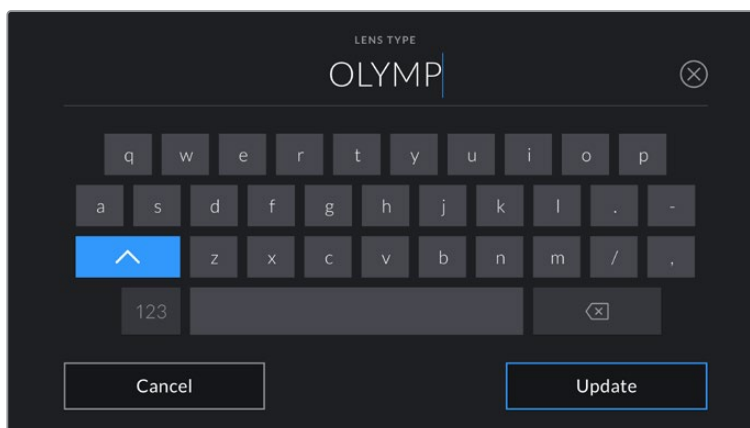 LENS TYPE
OLYMP
q w e r t y u i o p
a s d f g h j k l . -
z x c v b n m / ,
123
Cancel Update